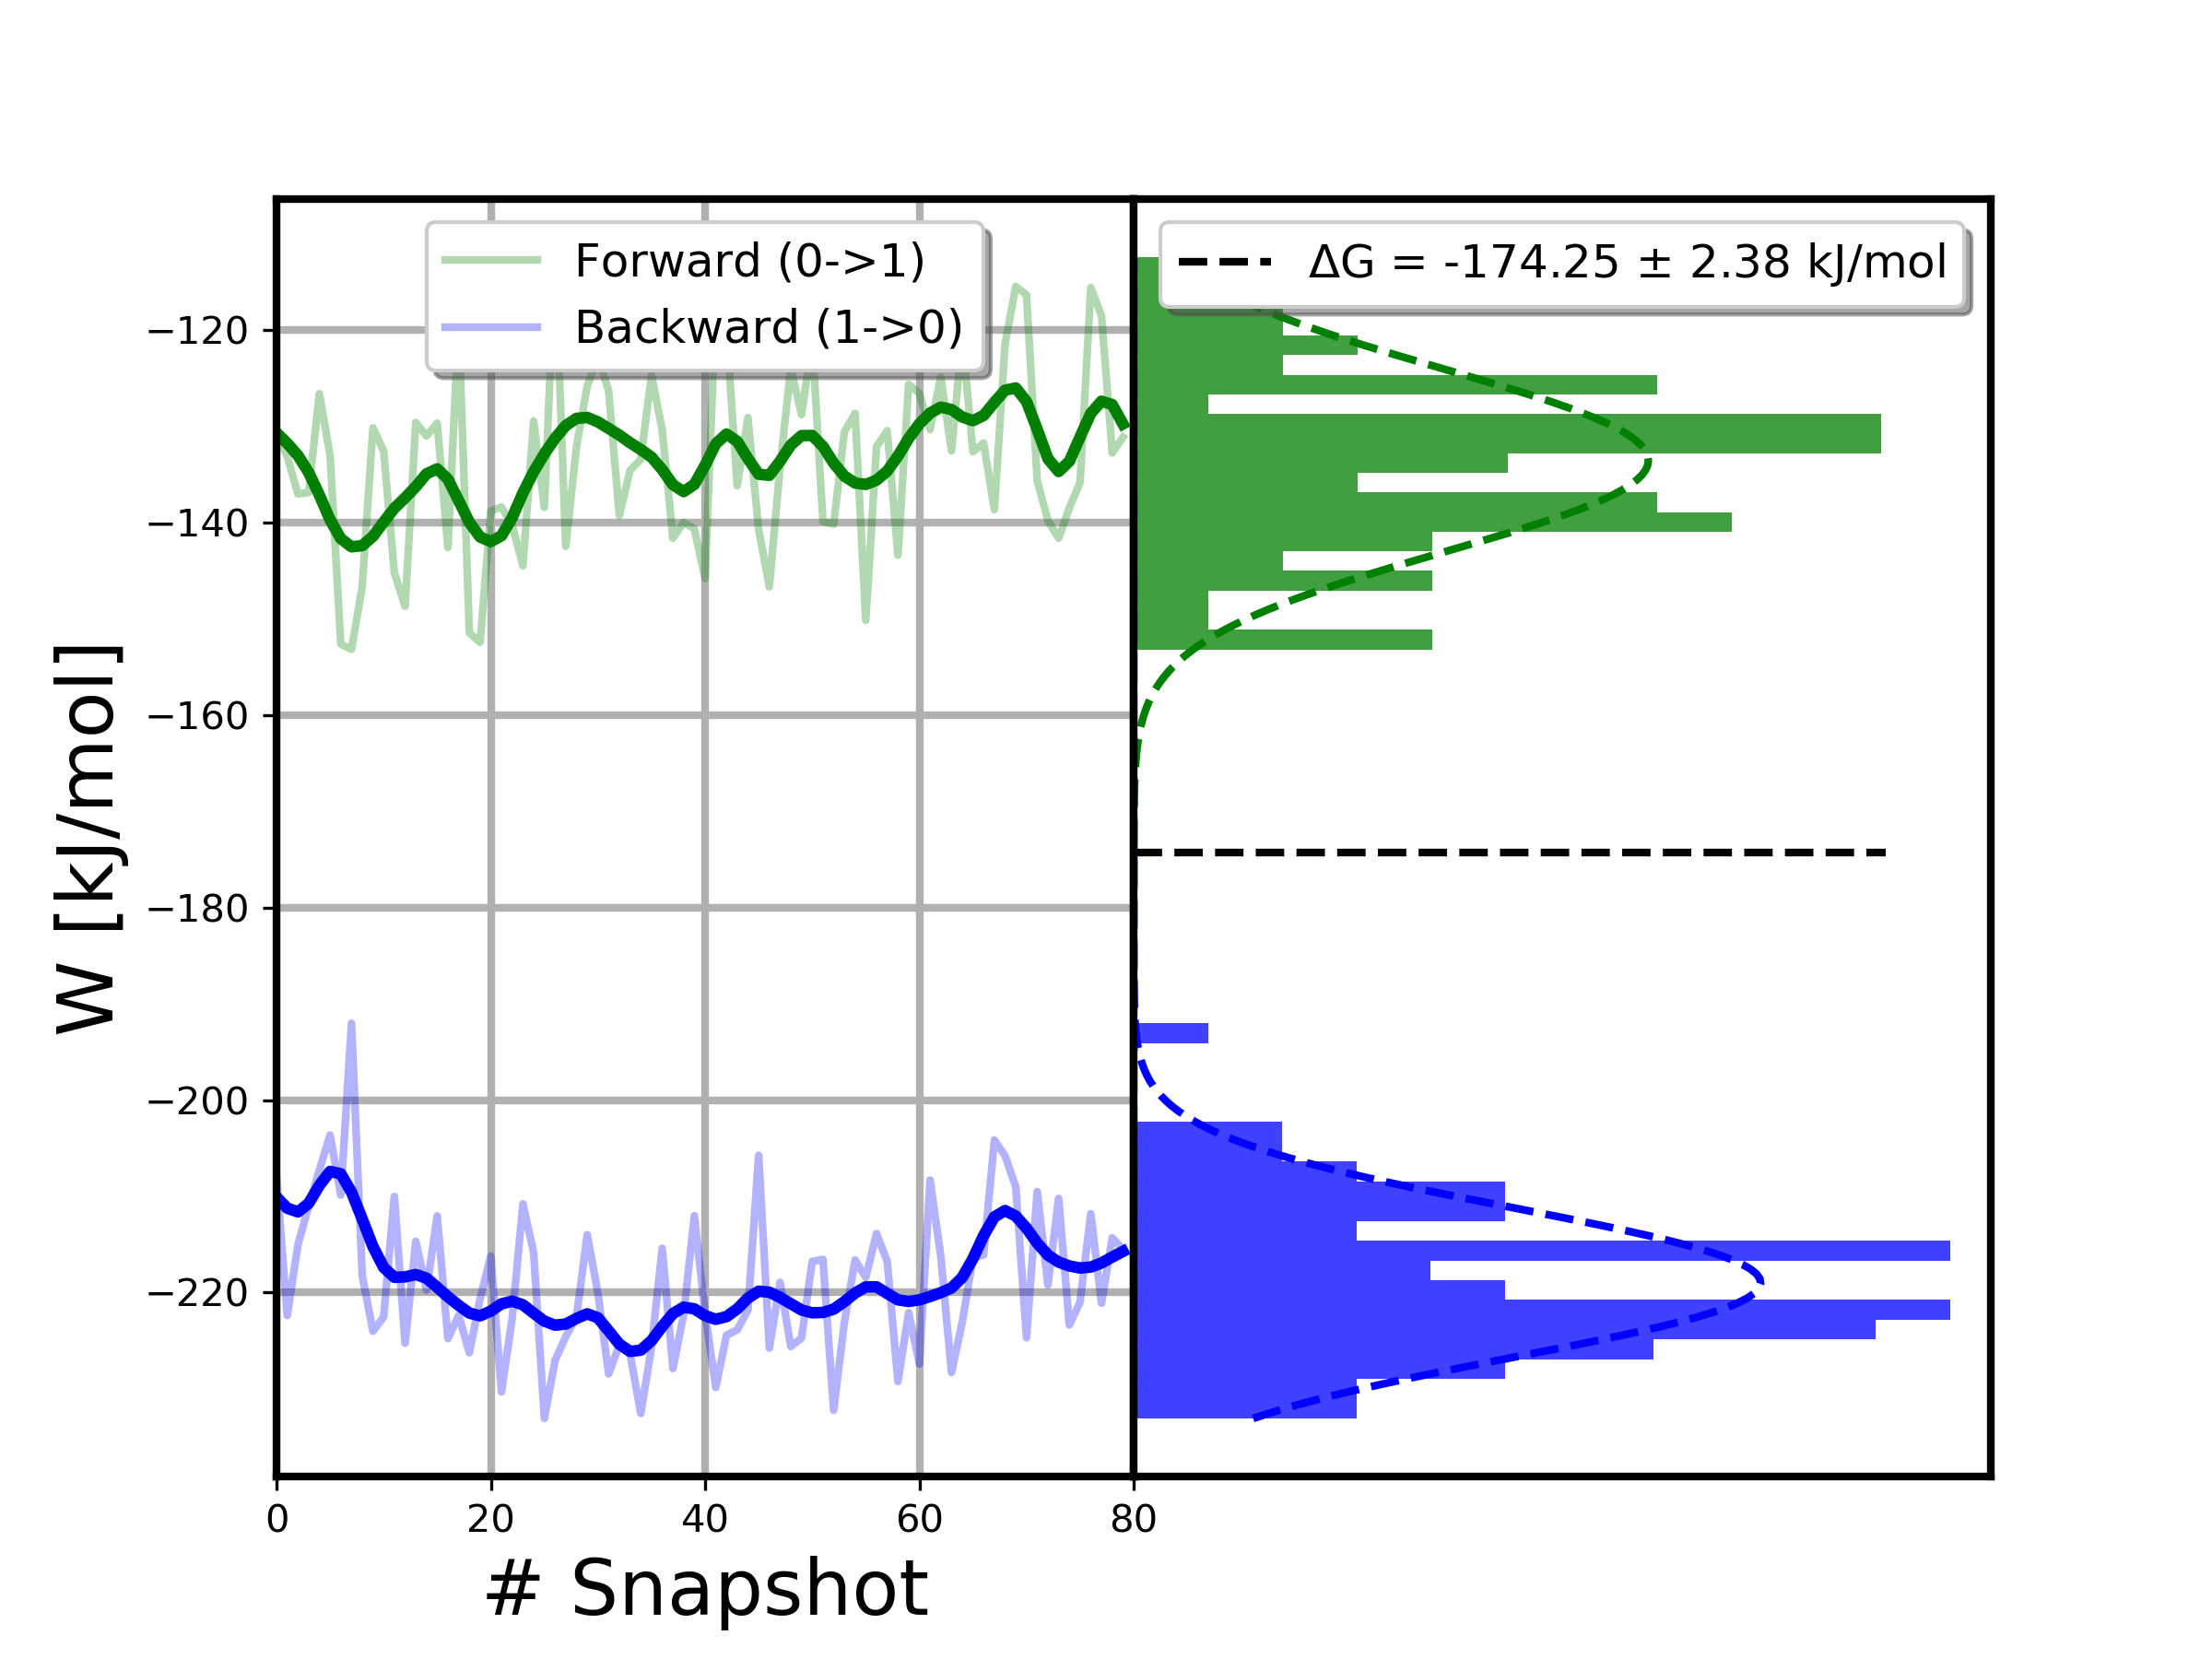 Forward (0->1)
Backward (1->0)
ΔG = -174.25 ± 2.38 kJ/mol
W [kJ/mol]
−120
−140
−160
−180
−200
−220
0 20 40 60 80
# Snapshot